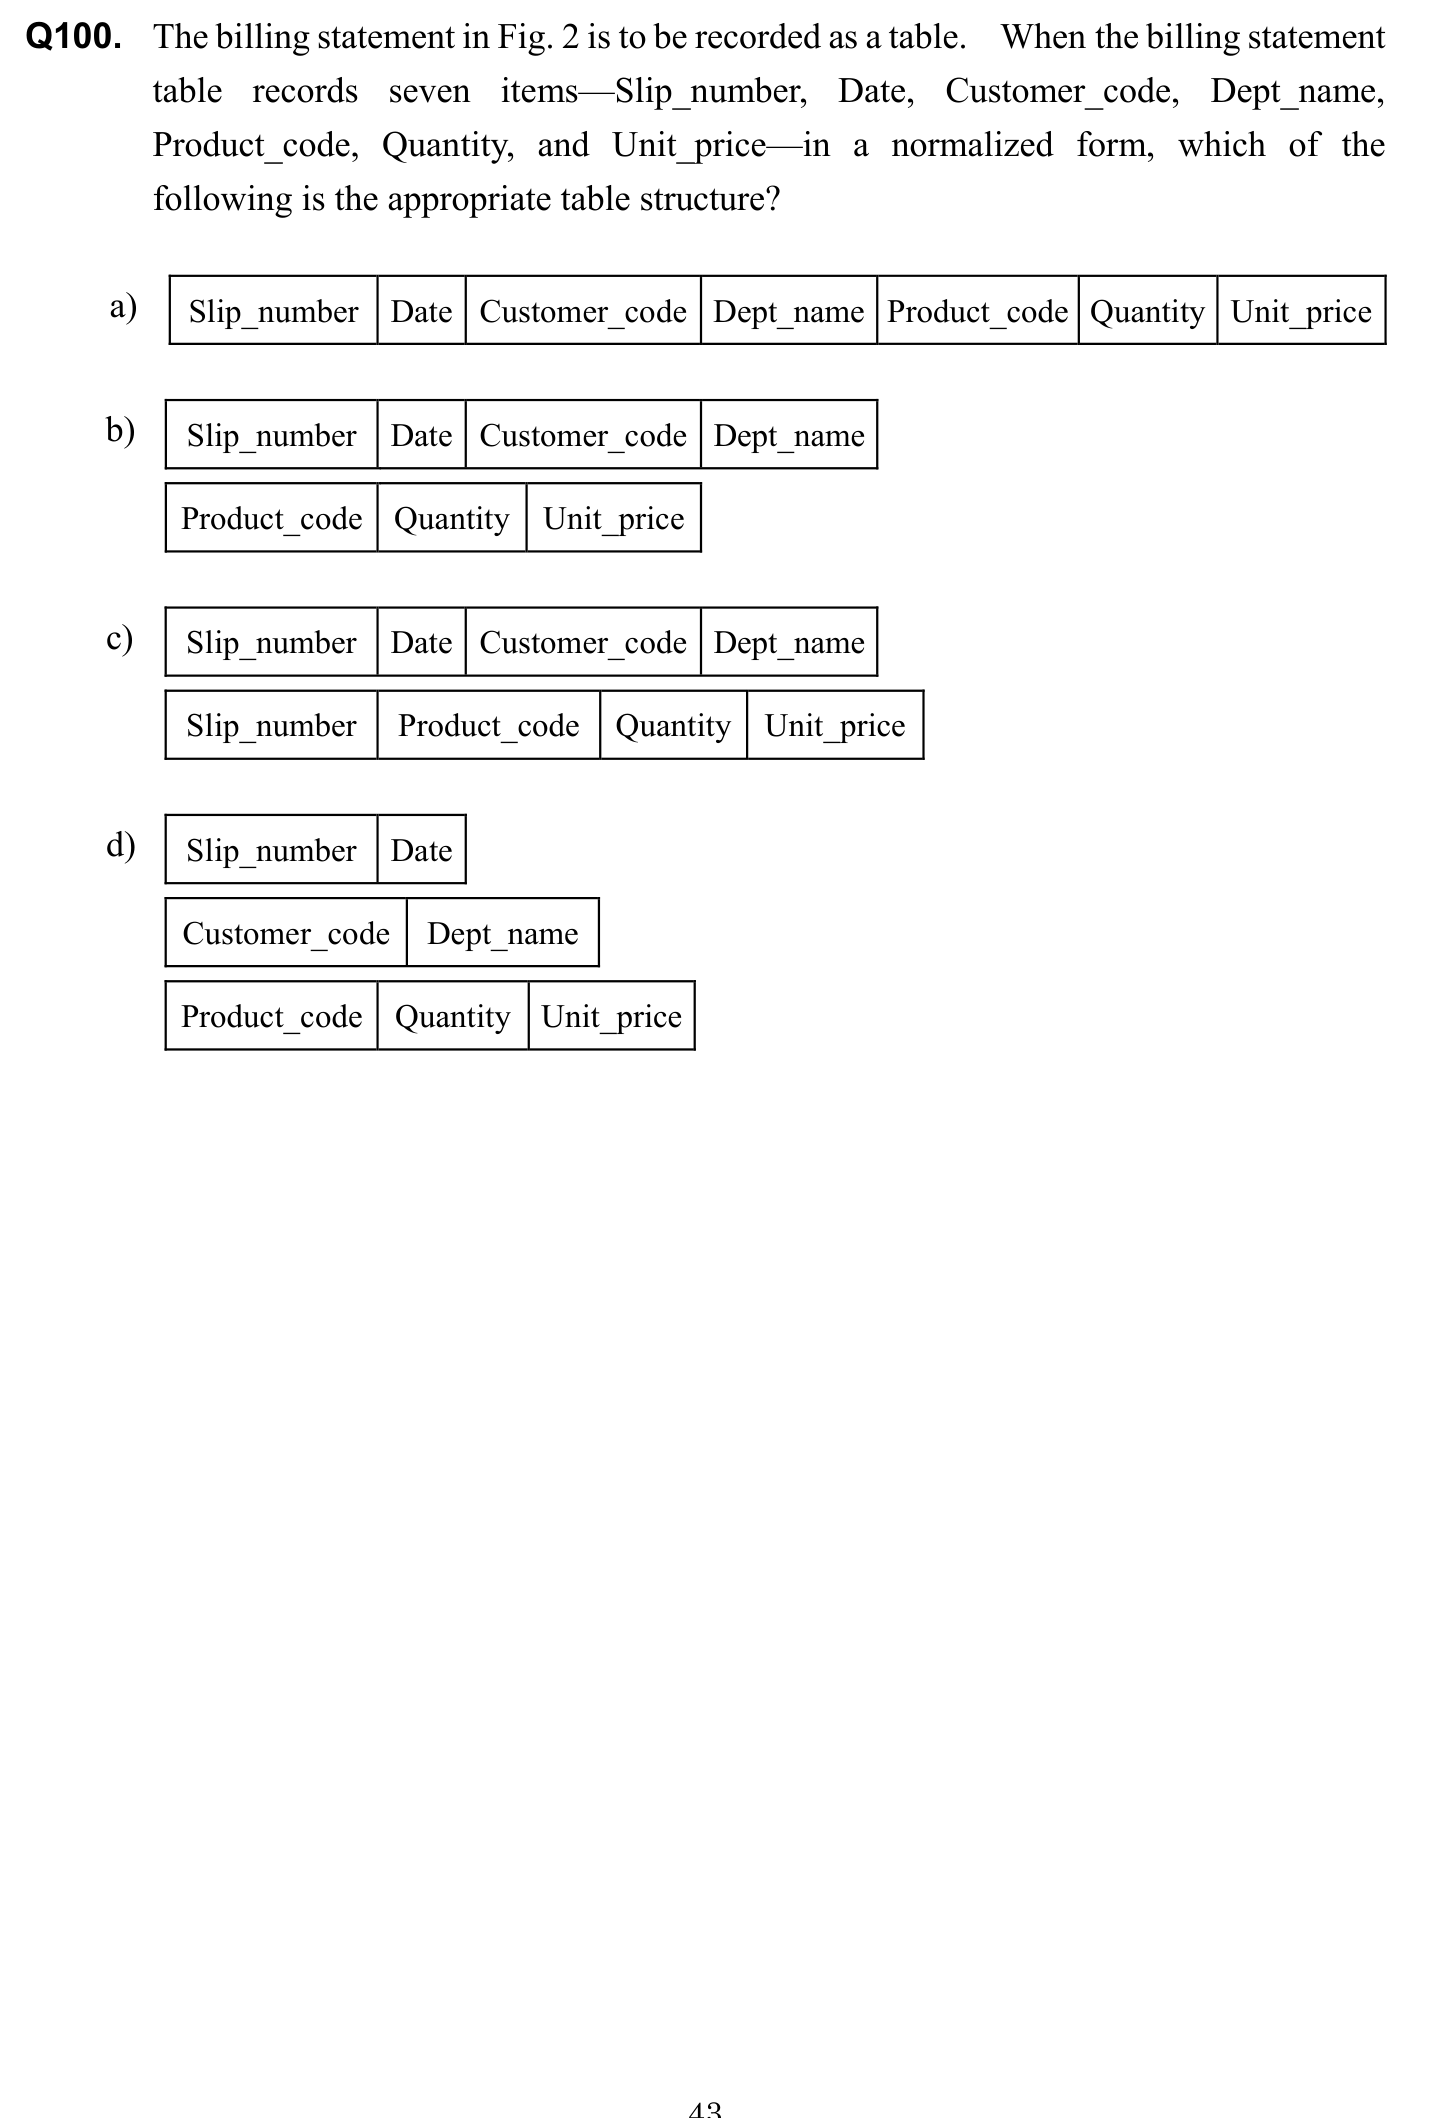 Q100. The billing statement in Fig. 2 is to be recorded as a table. When the billing statement
table records seven items—Slip_number, Date, Customer_code, Dept_name,
Product_code, Quantity, and Unit_price—in a normalized form, which of the
following is the appropriate table structure?
a) Slip_number Date Customer_code Dept_name Product_code Quantity Unit_price
b) Slip_number Date Customer_code Dept_name
Product_code Quantity Unit_price
c) Slip_number Date Customer_code Dept_name
Slip_number Product_code Quantity Unit_price
d) Slip_number Date
Customer_code Dept_name
Product_code Quantity Unit_price
43